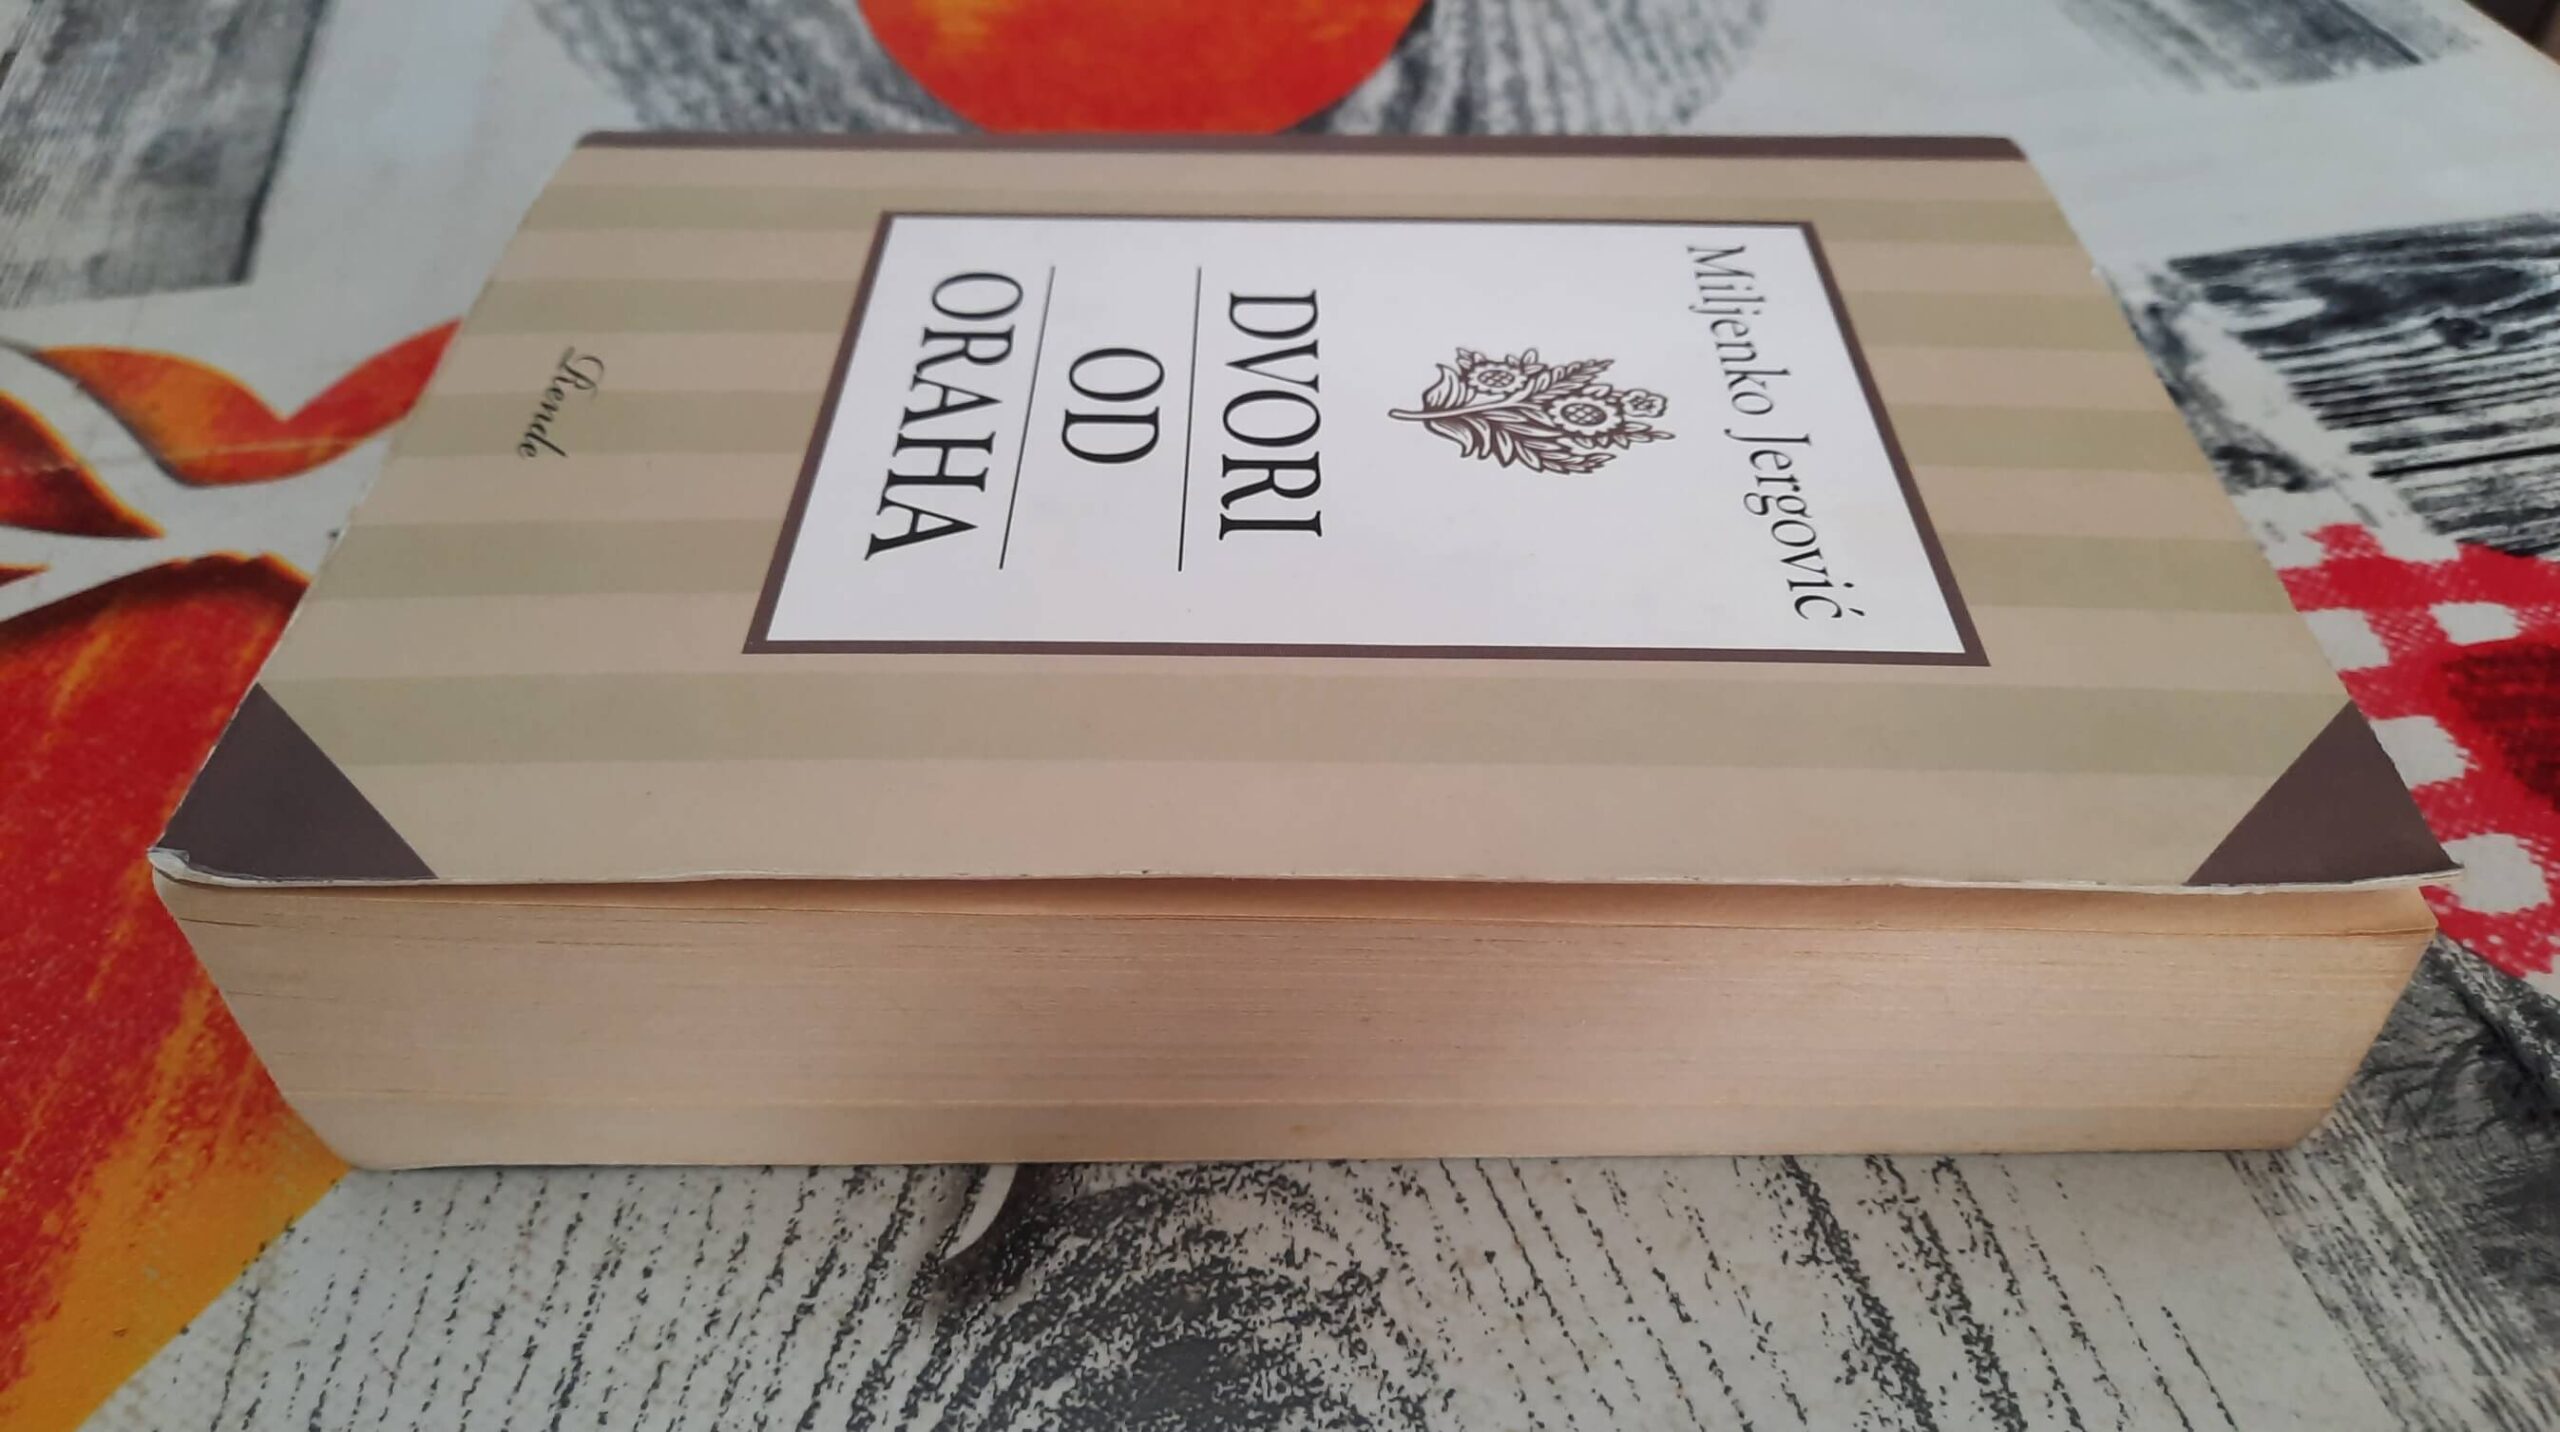 Miljenko Jergović
DVORI
OD
ORAHA
Rende